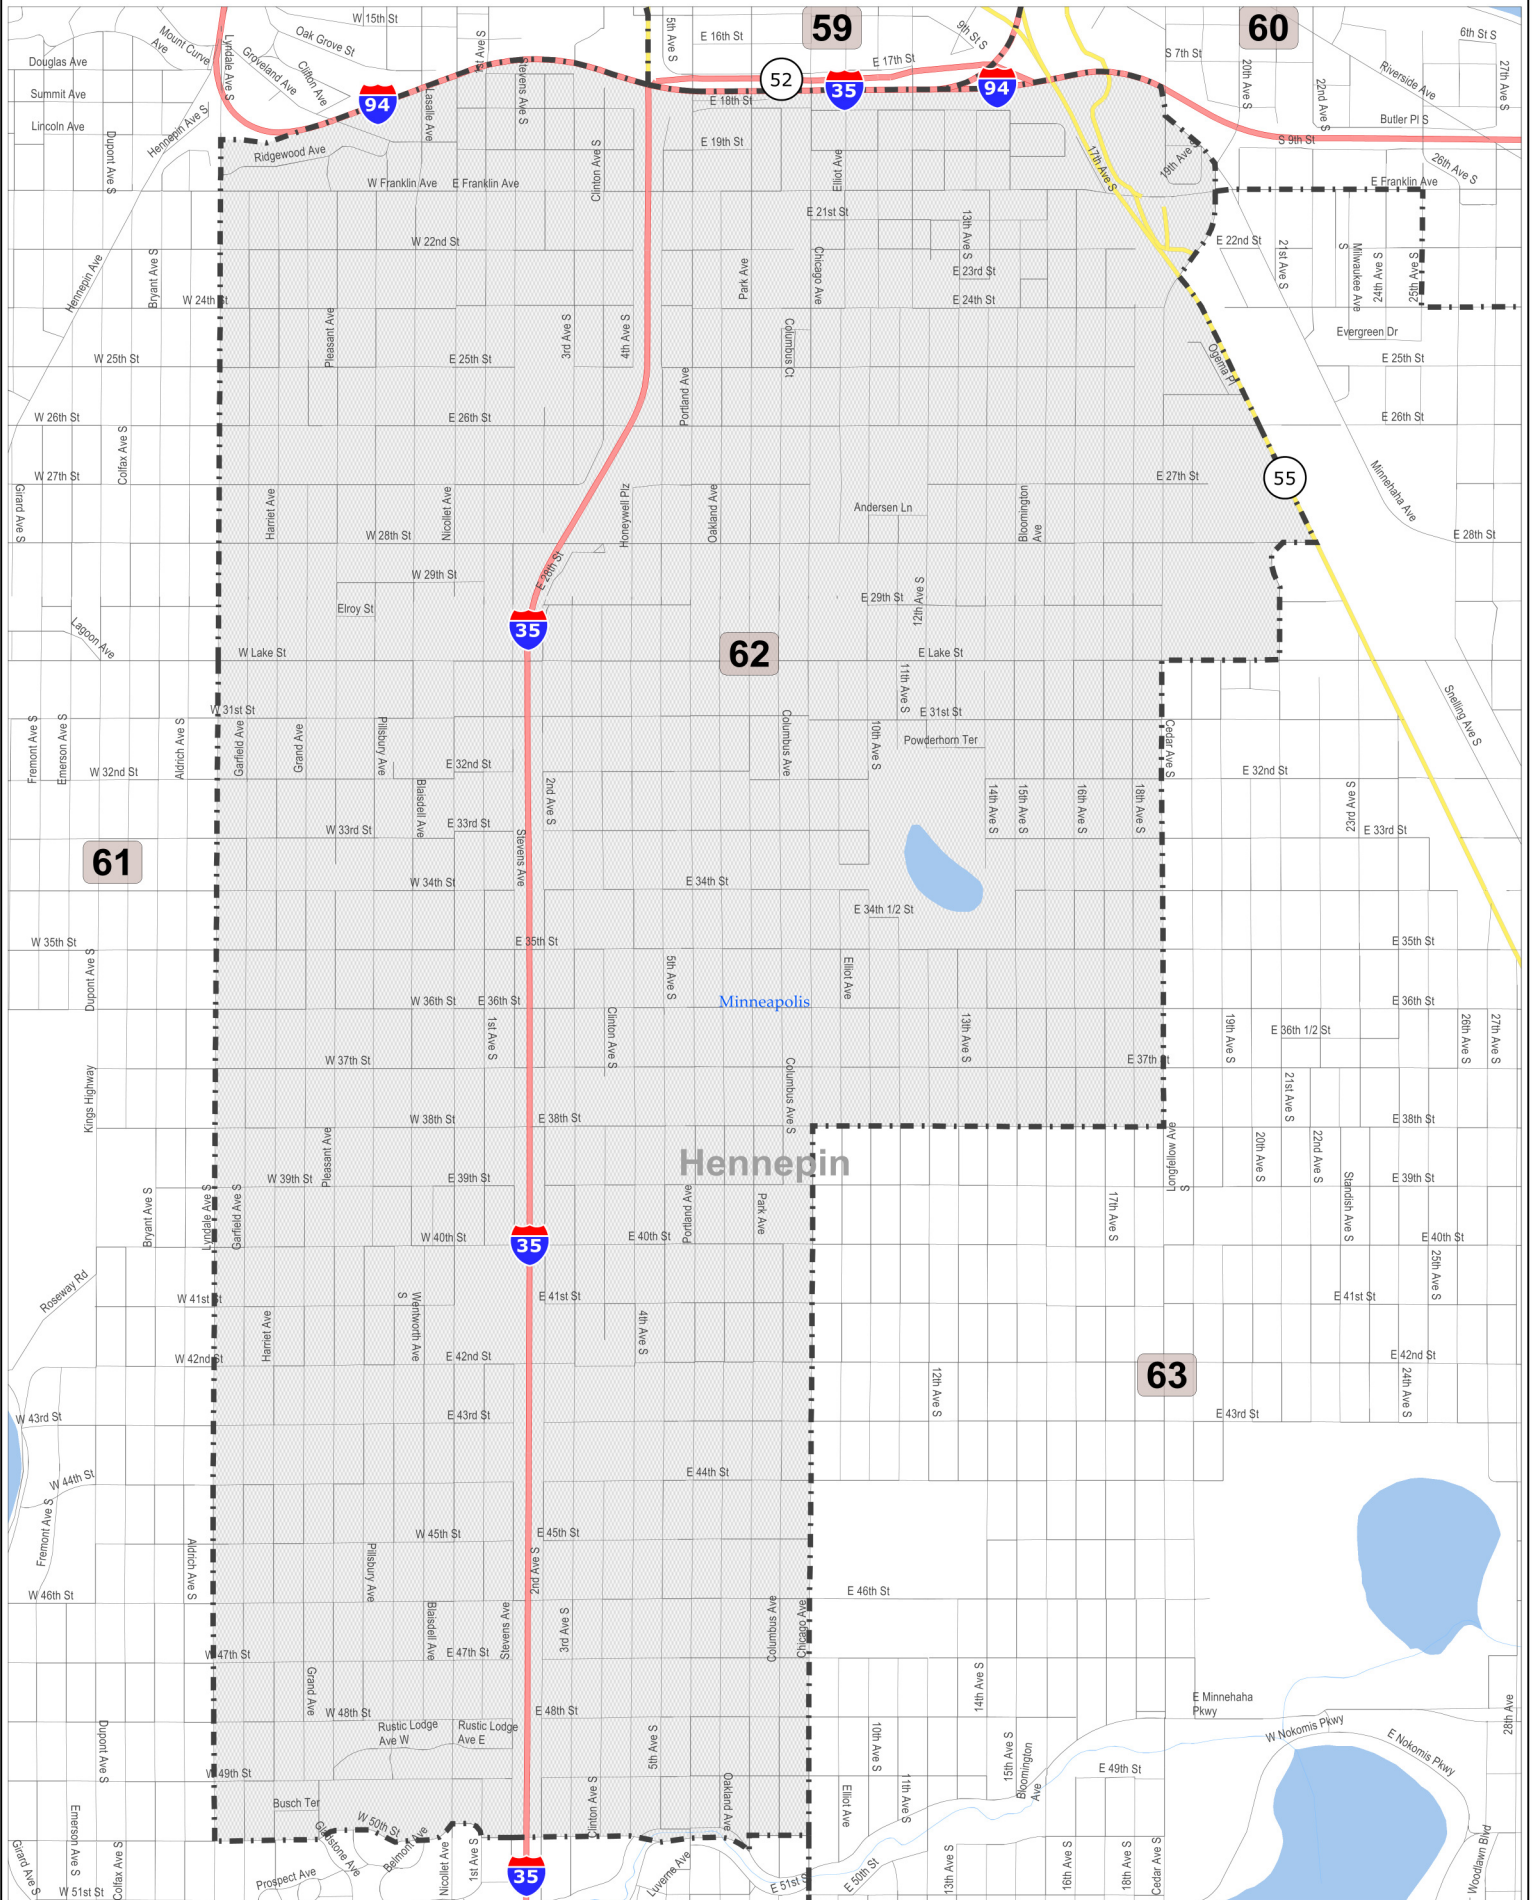 W 15th St
Oak Grove St
Mount Curve
Ave
Groveland Ave
Clifton Ave
Lyndale Ave S
Douglas Ave
Summit Ave
Lincoln Ave
Dupont Ave S
Hennepin Ave S
1st Ave S
Stevens Ave S
Lasalle Ave
94
5th Ave S
E 16th St
59
9th St S
E 17th St
52
35
94
E 18th St
E 19th St
60
S 7th St
20th Ave S
22nd Ave S
6th St S
Riverside Ave
27th Ave S
Butler Pl S
S 9th St
26th Ave S
E Franklin Ave
Ridgewood Ave
W Franklin Ave
E Franklin Ave
Clinton Ave S
Elliot Ave
17th Ave S
19th Ave S
E 21st St
13th Ave S
W 22nd St
E 22nd St
21st Ave S
Milwaukee Ave
S
24th Ave S
25th Ave S
Hennepin Ave
Bryant Ave S
W 24th St
Park Ave
Chicago Ave
E 23rd St
E 24th St
Pleasant Ave
3rd Ave S
4th Ave S
Columbus Ct
Evergreen Dr
W 25th St
E 25th St
E 25th St
Ogema Pl
Portland Ave
W 26th St
E 26th St
E 26th St
Colfax Ave S
W 27th St
E 27th St
55
Girard Ave S
Harriet Ave
Nicollet Ave
Honeywell Plz
Oakland Ave
Andersen Ln
Bloomington
Ave
Minnehaha Ave
W 28th St
E 28th St
E 28th St
W 29th St
E 29th St
12th Ave S
Elroy St
Lagoon Ave
35
62
W Lake St
E Lake St
11th Ave S
W 31st St
E 31st St
Snelling Ave S
Fremont Ave S
Emerson Ave S
Aldrich Ave S
Garfield Ave
Grand Ave
Pillsbury Ave
Columbus Ave
10th Ave S
Powderhorn Ter
Cedar Ave S
W 32nd St
E 32nd St
E 32nd St
Blaisdell Ave
2nd Ave S
14th Ave S
15th Ave S
16th Ave S
18th Ave S
23rd Ave S
W 33rd St
E 33rd St
E 33rd St
Stevens Ave
61
W 34th St
E 34th St
E 34th 1/2 St
W 35th St
E 35th St
E 35th St
Dupont Ave S
5th Ave S
Elliot Ave
Minneapolis
W 36th St
E 36th St
E 36th St
1st Ave S
Clinton Ave S
13th Ave S
19th Ave S
E 36th 1/2 St
26th Ave S
27th Ave S
W 37th St
E 37th St
Kings Highway
Columbus Ave S
21st Ave S
W 38th St
E 38th St
E 38th St
Pleasant Ave
Hennepin
Longfellow Ave
S
20th Ave S
22nd Ave S
Standish Ave S
W 39th St
E 39th St
E 39th St
Bryant Ave S
Lyndale Ave S
Garfield Ave S
Portland Ave
Park Ave
17th Ave S
W 40th St
35
E 40th St
E 40th St
25th Ave S
Roseway Rd
W 41st St
Wentworth Ave
S
E 41st St
E 41st St
Harriet Ave
4th Ave S
W 42nd St
E 42nd St
E 42nd St
63
12th Ave S
24th Ave S
W 43rd St
E 43rd St
E 43rd St
W 44th St
E 44th St
Fremont Ave S
W 45th St
E 45th St
Aldrich Ave S
Pillsbury Ave
2nd Ave S
W 46th St
E 46th St
Blaisdell Ave
Stevens Ave
3rd Ave S
Columbus Ave
Chicago Ave
W 47th St
E 47th St
Grand Ave
14th Ave S
E Minnehaha
Pkwy
W 48th St
E 48th St
Rustic Lodge
Ave W
Rustic Lodge
Ave E
W Nokomis Pkwy
E Nokomis Pkwy
28th Ave
Dupont Ave S
5th Ave S
10th Ave S
15th Ave S
Bloomington
Ave
W 49th St
E 49th St
Busch Ter
Clinton Ave S
Oakland Ave
Elliot Ave
11th Ave S
W 50th St
Gladstone Ave
Belmont Ave
Emerson Ave S
Girard Ave S
Colfax Ave S
Nicollet Ave
1st Ave S
35
Luverne Ave
E 51st St
E 50th St
13th Ave S
16th Ave S
18th Ave S
Cedar Ave S
Woodlawn Blvd
Prospect Ave
W 51st St